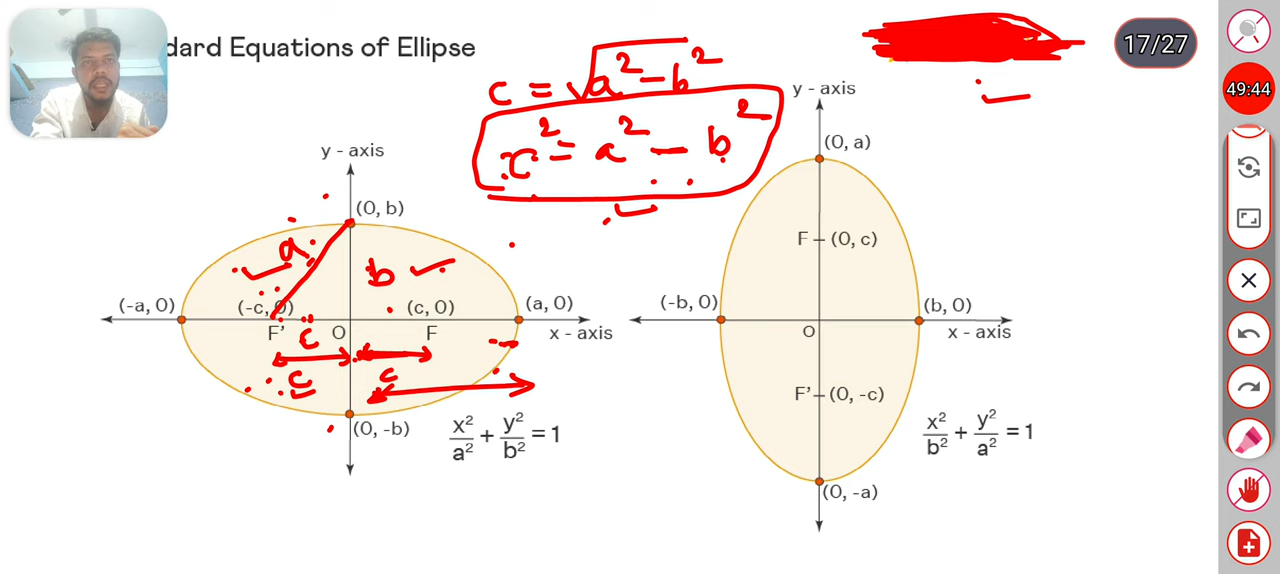 dard Equations of Ellipse
17/27
49:44
c = √a² - b²
c² = a² - b²
y - axis
(0, b)
a
b
(-a, 0)
(-c, 0)
(c, 0)
(a, 0)
F'
O
F
x - axis
c
c
c
(0, -b)
x²/a² + y²/b² = 1
y - axis
(0, a)
F (0, c)
(-b, 0)
(b, 0)
O
x - axis
F' (0, -c)
x²/b² + y²/a² = 1
(0, -a)